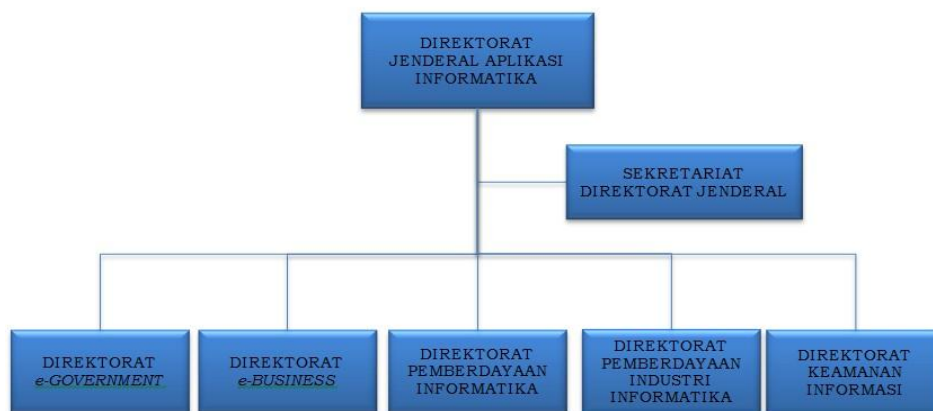 DIREKTORAT
JENDERAL APLIKASI
INFORMATIKA
SEKRETARIAT
DIREKTORAT JENDERAL
DIREKTORAT
e-GOVERNMENT
DIREKTORAT
e-BUSINESS
DIREKTORAT
PEMBERDAYAAN
INFORMATIKA
DIREKTORAT
PEMBERDAYAAN
INDUSTRI
INFORMATIKA
DIREKTORAT
KEAMANAN
INFORMASI